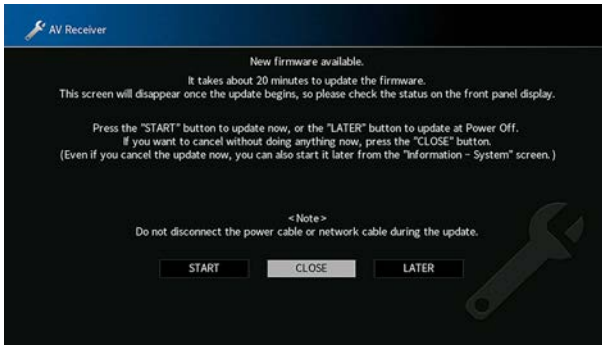 AV Receiver
New firmware available.
It takes about 20 minutes to update the firmware.
This screen will disappear once the update begins, so please check the status on the front panel display.
Press the "START" button to update now, or the "LATER" button to update at Power Off.
If you want to cancel without doing anything now, press the "CLOSE" button.
(Even if you cancel the update now, you can also start it later from the "Information - System" screen.)
<Note>
Do not disconnect the power cable or network cable during the update.
START CLOSE LATER